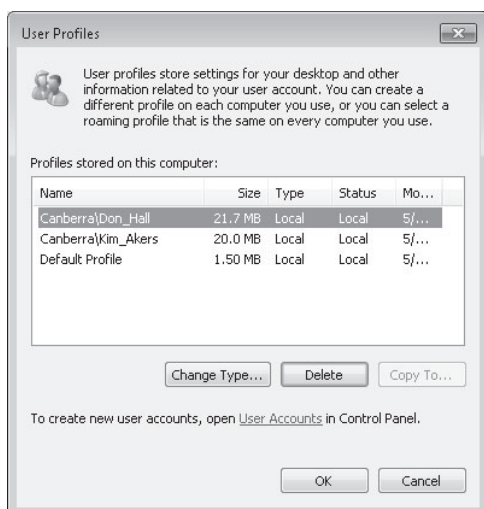 User Profiles
User profiles store settings for your desktop and other
information related to your user account. You can create a
different profile on each computer you use, or you can select a
roaming profile that is the same on every computer you use.
Profiles stored on this computer:
Name Size Type Status Mo...
Canberra\Don_Hall 21.7 MB Local Local 5/...
Canberra\Kim_Akers 20.0 MB Local Local 5/...
Default Profile 1.50 MB Local Local 5/...
Change Type... Delete Copy To...
To create new user accounts, open User Accounts in Control Panel.
OK Cancel